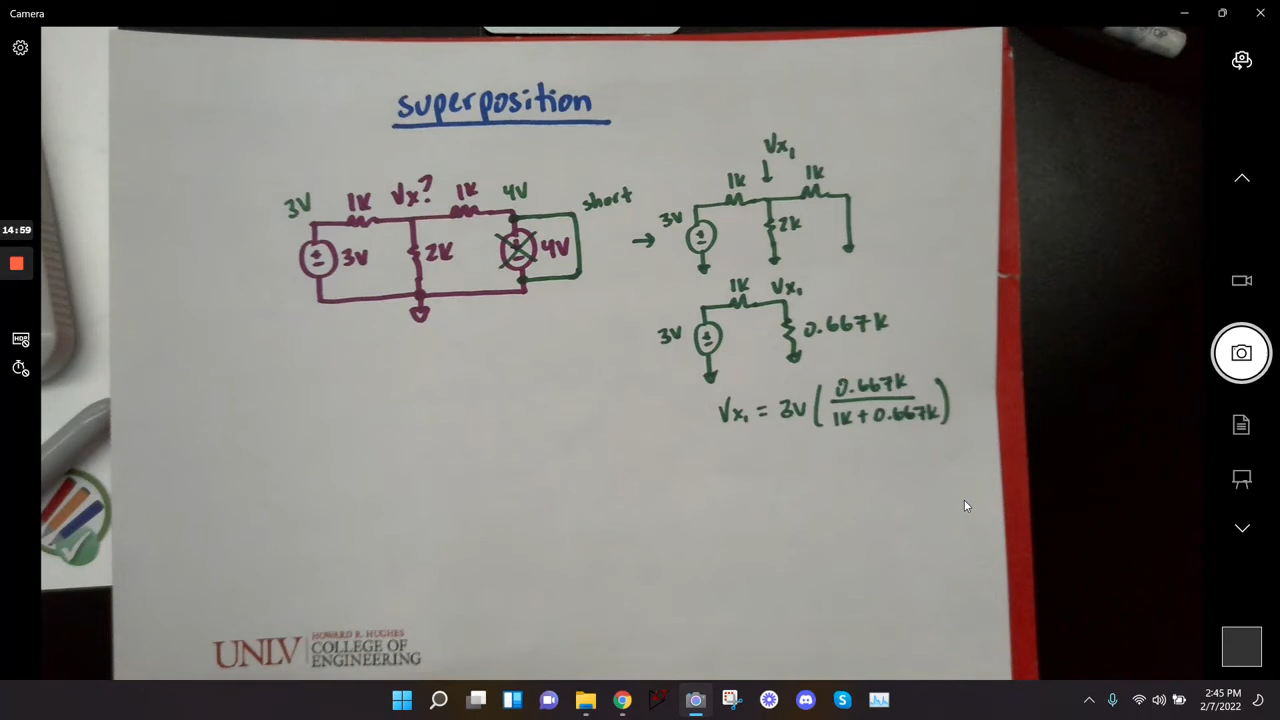 Camera
superposition
3V 1K Vx? 1K 4V short
3V 2K 4V
→ Vx₁
1K 1K
3V 2K
1K Vx₁
3V 0.667K
Vx₁ = 3V ( 0.667K / 1K + 0.667K )
14:59
HDR
UNLV HOWARD R. HUGHES
COLLEGE OF
ENGINEERING
2:45 PM
2/7/2022